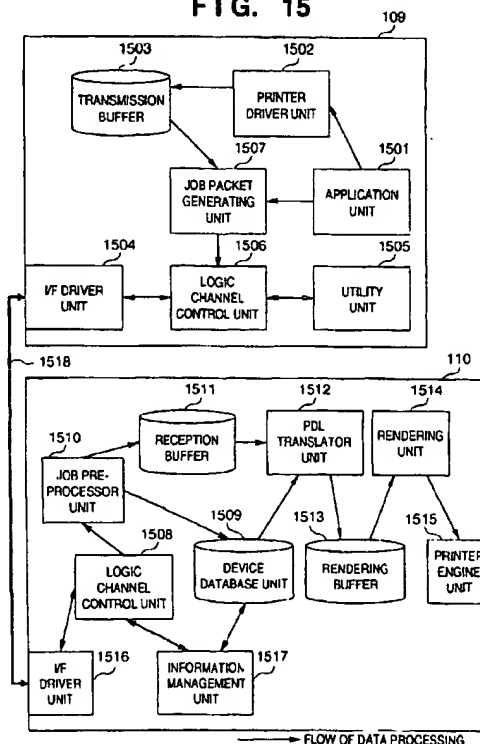 FIG. 15
109
1503
1502
TRANSMISSION
BUFFER
PRINTER
DRIVER UNIT
1507
1501
JOB PACKET
GENERATING
UNIT
APPLICATION
UNIT
1504
1506
1505
I/F DRIVER
UNIT
LOGIC
CHANNEL
CONTROL UNIT
UTILITY
UNIT
1518
110
1511
1512
1514
1510
RECEPTION
BUFFER
PDL
TRANSLATOR
UNIT
RENDERING
UNIT
JOB PRE-
PROCESSOR
UNIT
1508
1509
1513
1515
LOGIC
CHANNEL
CONTROL UNIT
DEVICE
DATABASE UNIT
RENDERING
BUFFER
PRINTER
ENGINE
UNIT
1516
1517
I/F
DRIVER
UNIT
INFORMATION
MANAGEMENT
UNIT
FLOW OF DATA PROCESSING